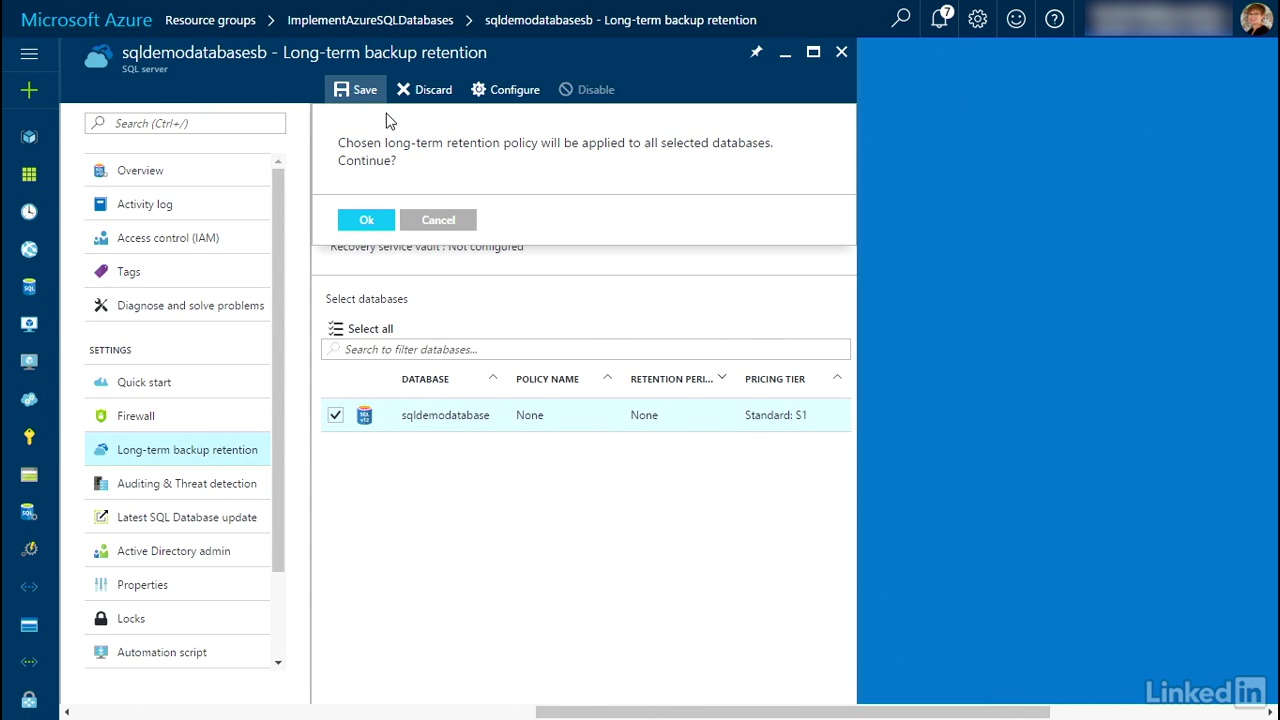 Microsoft Azure Resource groups > ImplementAzureSQLDatabases > sqldemodatabasesb - Long-term backup retention
7
sqldemodatabasesb - Long-term backup retention
SQL server
Save Discard Configure Disable
Search (Ctrl+/)
Overview
Activity log
Access control (IAM)
Tags
Diagnose and solve problems
SETTINGS
Quick start
Firewall
Long-term backup retention
Auditing & Threat detection
Latest SQL Database update
Active Directory admin
Properties
Locks
Automation script
Chosen long-term retention policy will be applied to all selected databases.
Continue?
Ok Cancel
Recovery service vault : Not configured
Select databases
Select all
Search to filter databases...
DATABASE POLICY NAME RETENTION PERI... PRICING TIER
sqldemodatabase None None Standard: S1
LinkedIn